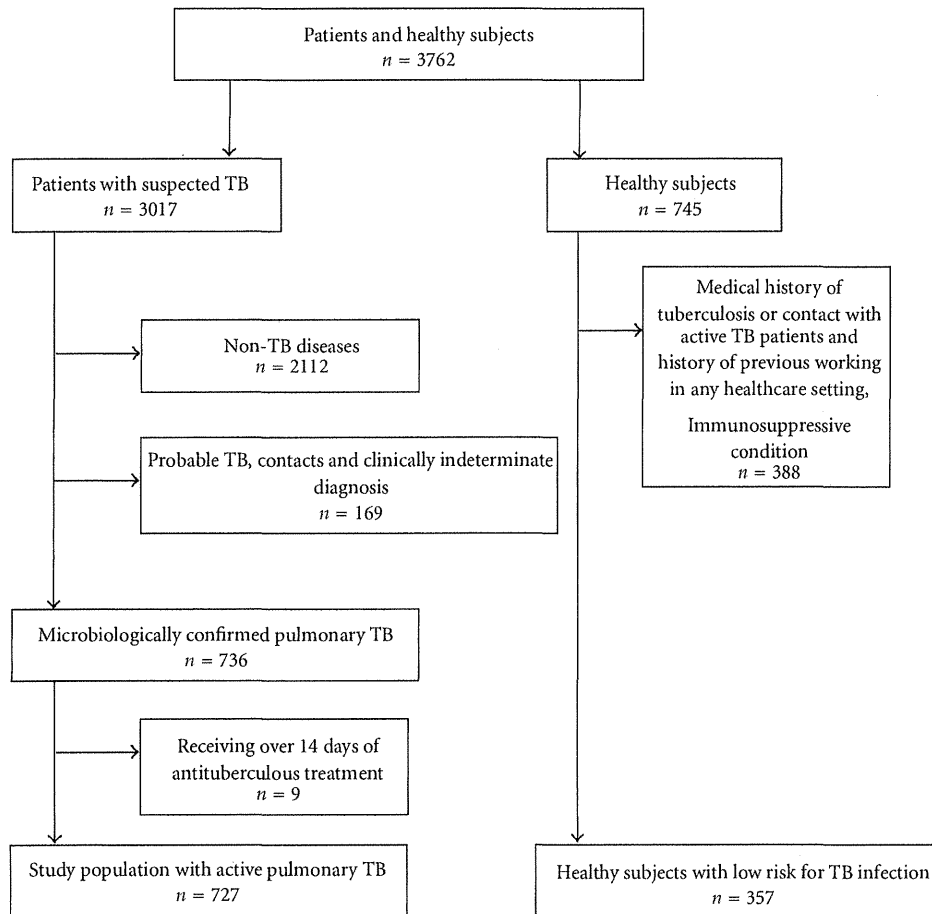 Patients and healthy subjects
n = 3762
Patients with suspected TB
n = 3017
Healthy subjects
n = 745
Non-TB diseases
n = 2112
Medical history of
tuberculosis or contact with
active TB patients and
history of previous working
in any healthcare setting,
Immunosuppressive
condition
n = 388
Probable TB, contacts and clinically indeterminate
diagnosis
n = 169
Microbiologically confirmed pulmonary TB
n = 736
Receiving over 14 days of
antituberculous treatment
n = 9
Study population with active pulmonary TB
n = 727
Healthy subjects with low risk for TB infection
n = 357